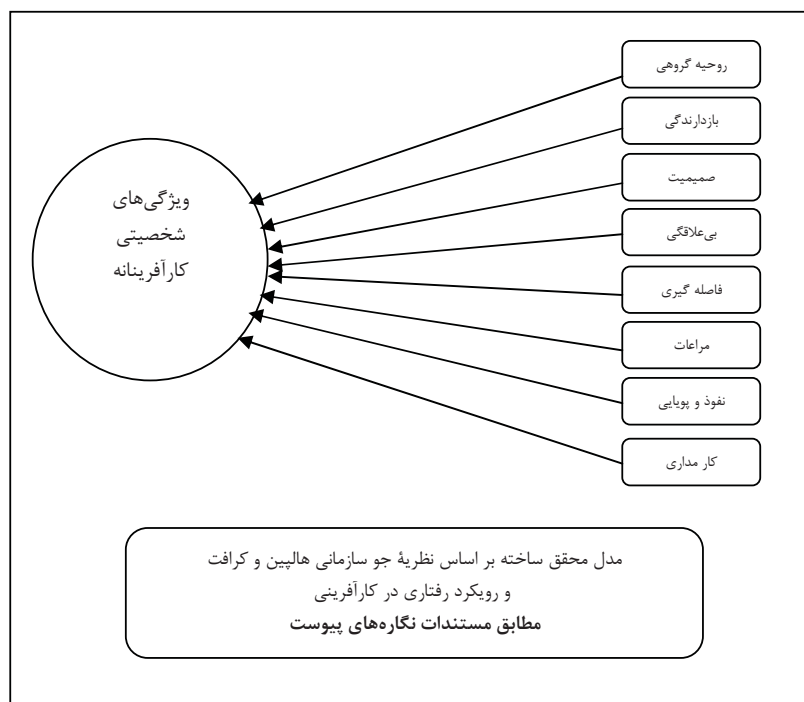 روحیه گروهی
بازدارندگی
صمیمیت
بی‌علاقگی
فاصله گیری
مراعات
نفوذ و پویایی
کار مداری
ویژگی‌های
شخصیتی
کارآفرینانه
مدل محقق ساخته بر اساس نظریهٔ جو سازمانی هالپین و کرافت
و رویکرد رفتاری در کارآفرینی
مطابق مستندات نگاره‌های پیوست